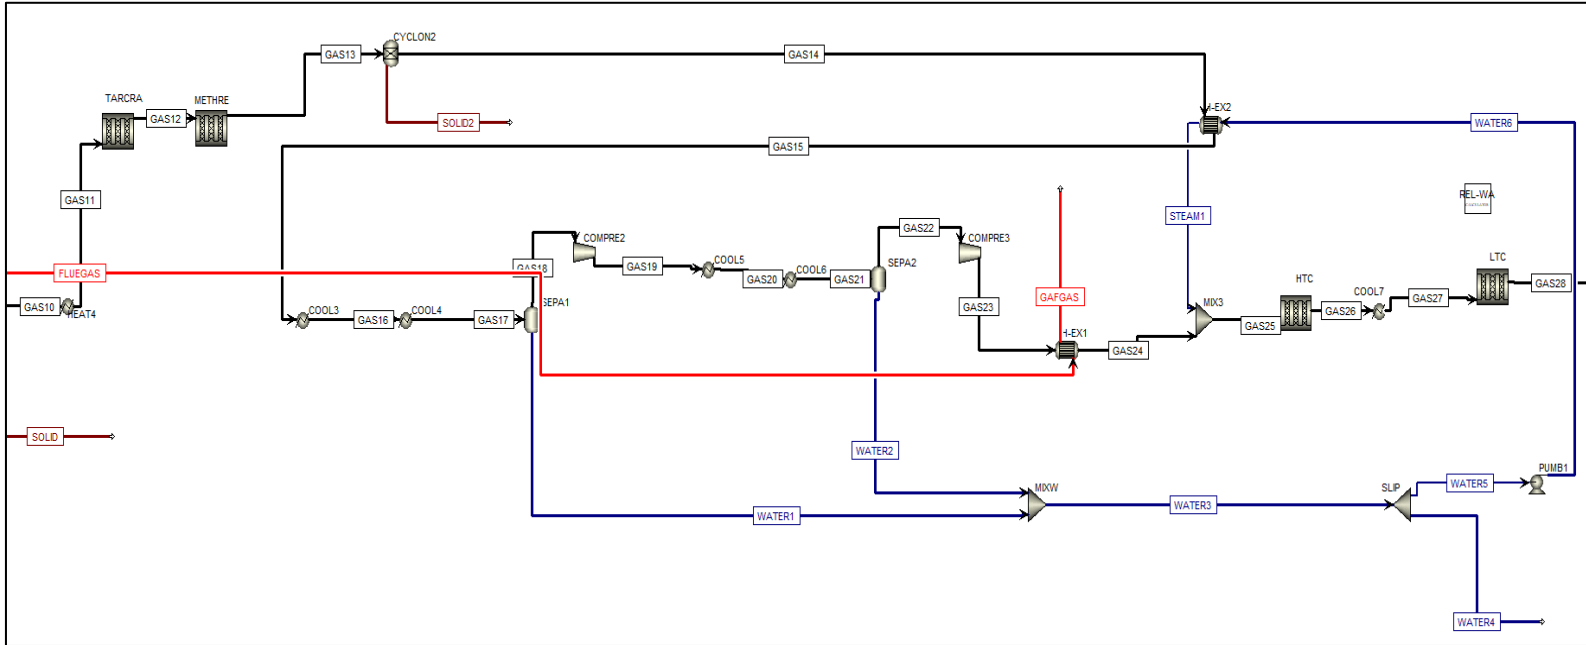 CYCLON2
GAS13
GAS14
TARCRA
METHRE
GAS12
H-EX2
SOLID2
WATER6
GAS15
GAS11
REL-WA
STEAM1
GAS22
COMPRE2
COMPRE3
LTC
FLUEGAS
GAS18
GAS19
COOL5
COOL6
SEPA2
GAS20
GAS21
HTC
COOL7
GAS28
GAFGAS
GAS10
HEAT4
SEPA1
GAS23
MIX3
GAS26
GAS27
COOL3
GAS16
COOL4
GAS17
GAS25
H-EX1
GAS24
SOLID
WATER2
PUMB1
MIXW
SLIP
WATER5
WATER3
WATER1
WATER4